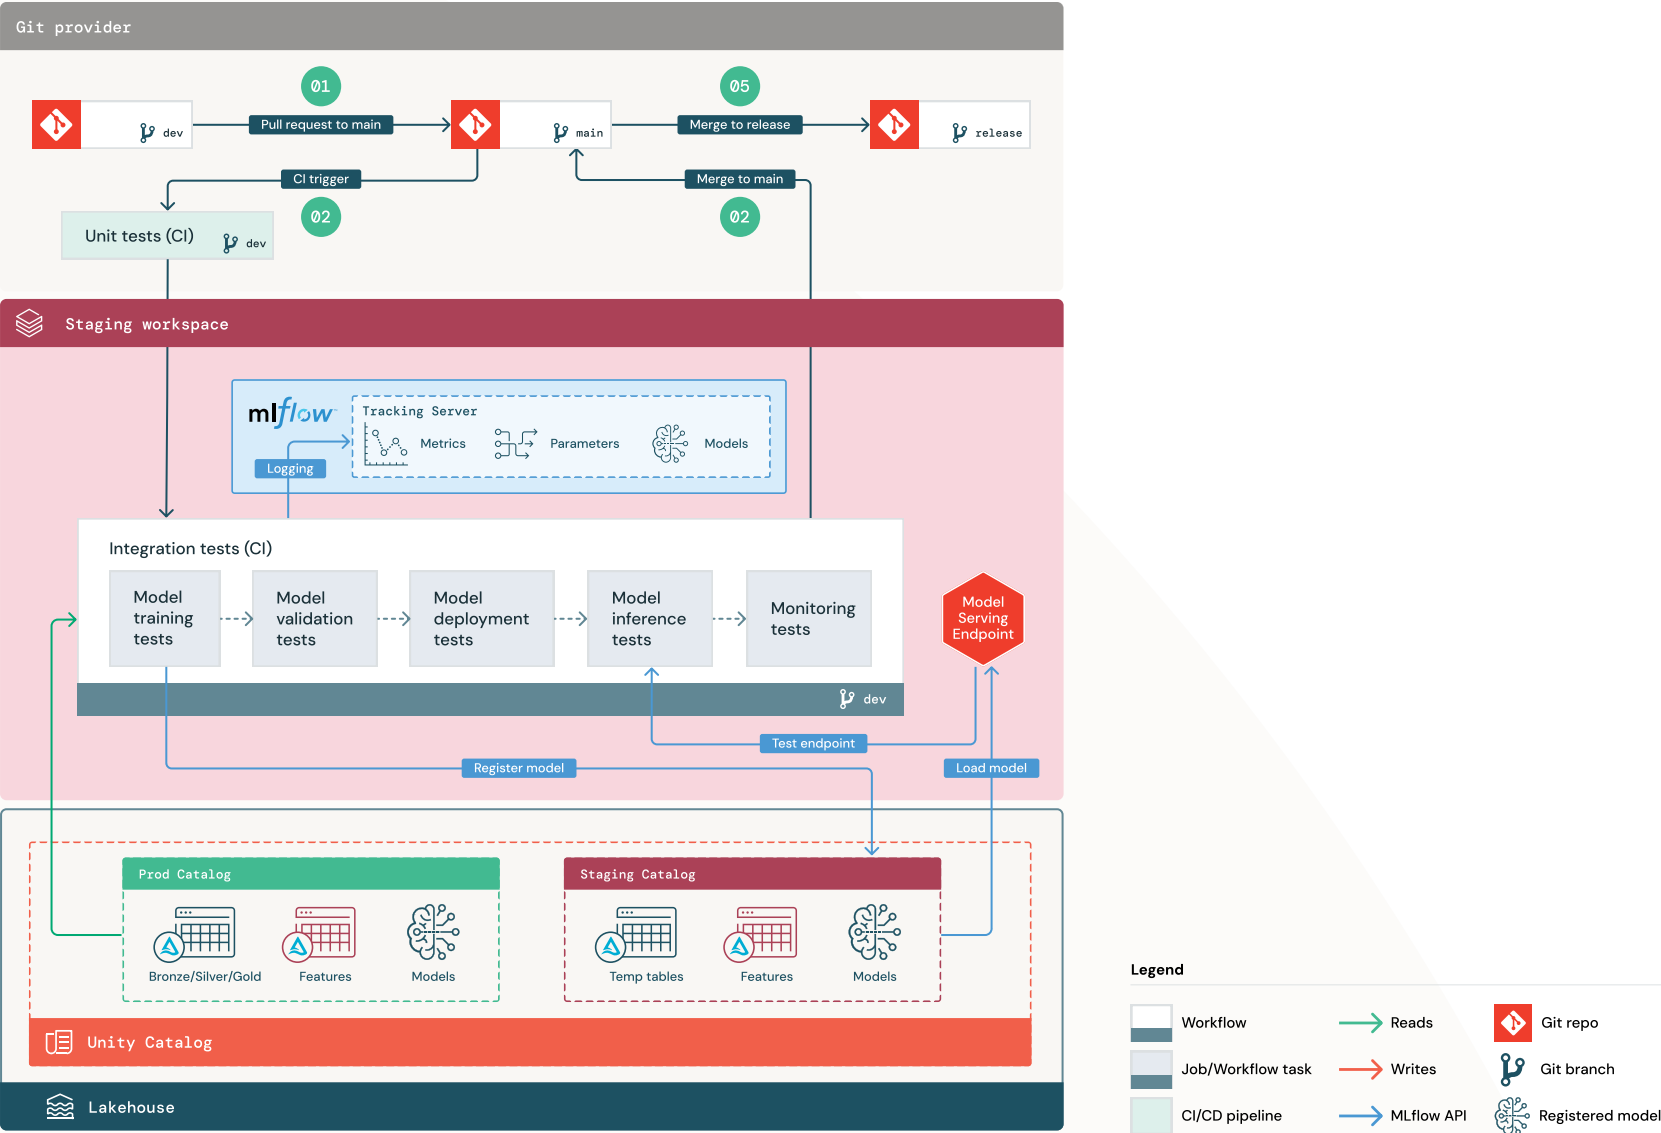 Git provider
01
05
dev
Pull request to main
main
Merge to release
release
CI trigger
Merge to main
02
02
Unit tests (CI)
dev
Staging workspace
mlflow
Tracking Server
Metrics
Parameters
Models
Logging
Integration tests (CI)
Model
training
tests
Model
validation
tests
Model
deployment
tests
Model
inference
tests
Monitoring
tests
Model
Serving
Endpoint
dev
Test endpoint
Register model
Load model
Prod Catalog
Staging Catalog
Bronze/Silver/Gold
Features
Models
Temp tables
Features
Models
Unity Catalog
Lakehouse
Legend
Workflow
Reads
Git repo
Job/Workflow task
Writes
Git branch
CI/CD pipeline
MLflow API
Registered model